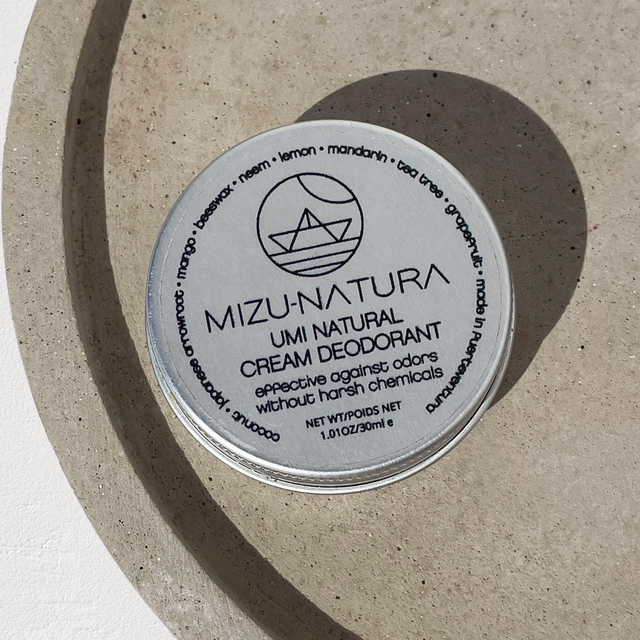 coconut • japanese arrowroot • mango • beeswax • neem • lemon • mandarin • tea tree • grapefruit • made in Fuerteventura
MIZU-NATURA
UMI NATURAL
CREAM DEODORANT
effective against odors
without harsh chemicals
NET WT/POIDS NET
1.01OZ/30ml e